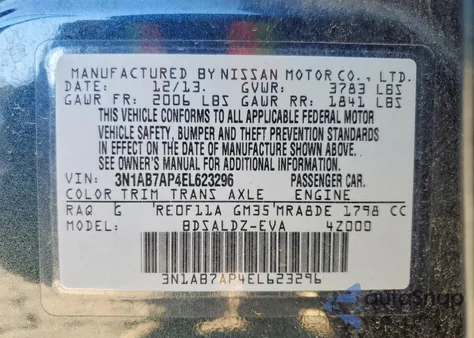 MANUFACTURED BY NISSAN MOTOR CO., LTD.
DATE: 12/13. GVWR: 3783 LBS
GAWR FR: 2006 LBS GAWR RR: 1841 LBS
THIS VEHICLE CONFORMS TO ALL APPLICABLE FEDERAL MOTOR
VEHICLE SAFETY, BUMPER AND THEFT PREVENTION STANDARDS
IN EFFECT ON THE DATE OF MANUFACTURE SHOWN ABOVE.
SEE OWNER'S MANUAL FOR ADDITIONAL INFORMATION.
VIN: 3N1AB7AP4EL623296 PASSENGER CAR.
COLOR TRIM TRANS AXLE ENGINE
RAQ G RE0F11A GM35 MRA8DE 1798 CC
MODEL: BDSALDZ-EVA 4Z000
3N1AB7AP4EL623296
AutoSnap